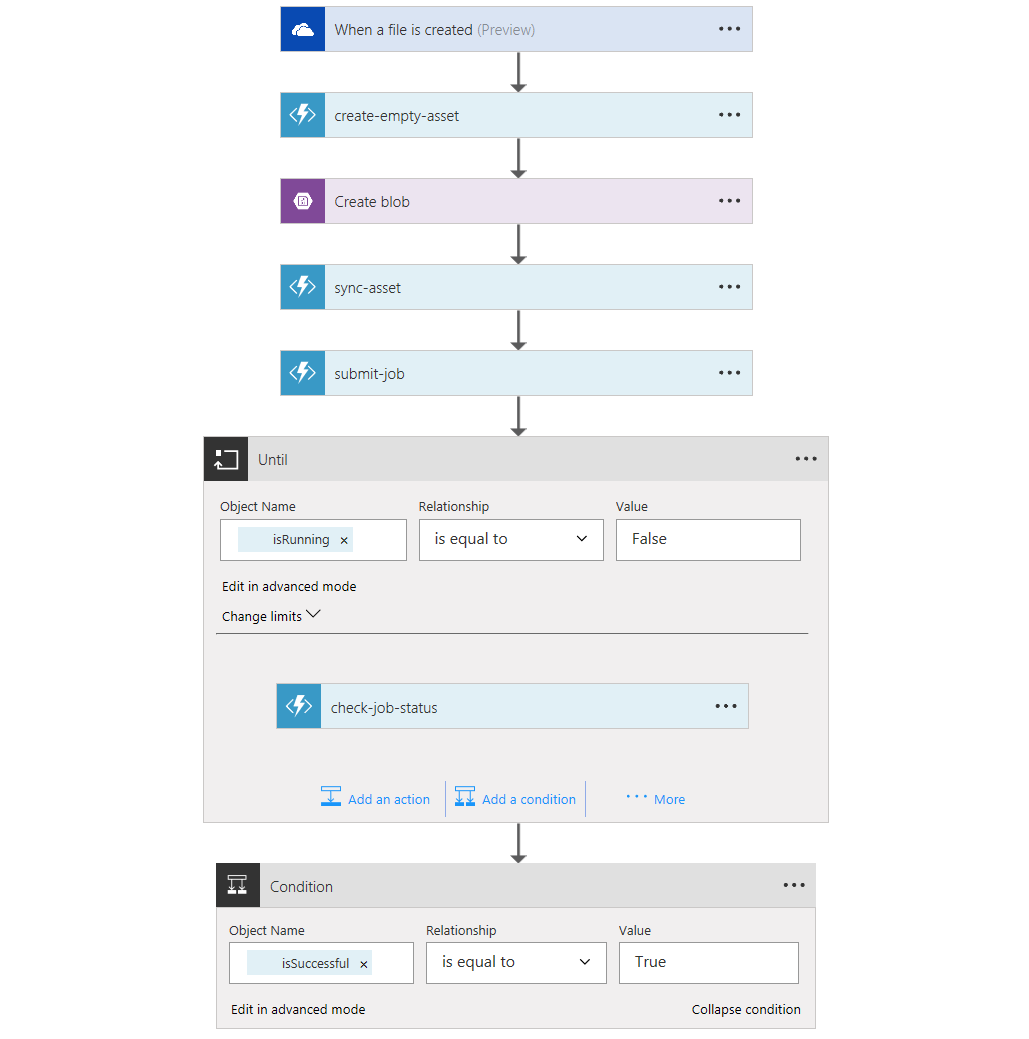 When a file is created (Preview)
create-empty-asset
Create blob
sync-asset
submit-job
Until
Object Name Relationship Value
isRunning × is equal to False
Edit in advanced mode
Change limits
check-job-status
Add an action Add a condition More
Condition
Object Name Relationship Value
isSuccessful × is equal to True
Edit in advanced mode Collapse condition